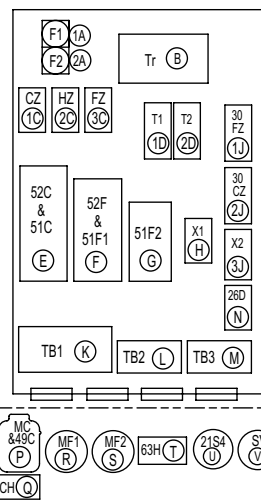 F1 1A
F2 2A
Tr B
CZ
1C
HZ
2C
FZ
3C
T1
1D
T2
2D
30
FZ
1J
30
CZ
2J
52C
&
51C
E
52F
&
51F1
F
51F2
G
X1
H
X2
3J
26D
N
TB1 K
TB2 L
TB3 M
MC
&49C
P
MF1
R
MF2
S
63H T
21S4
U
V
CH Q